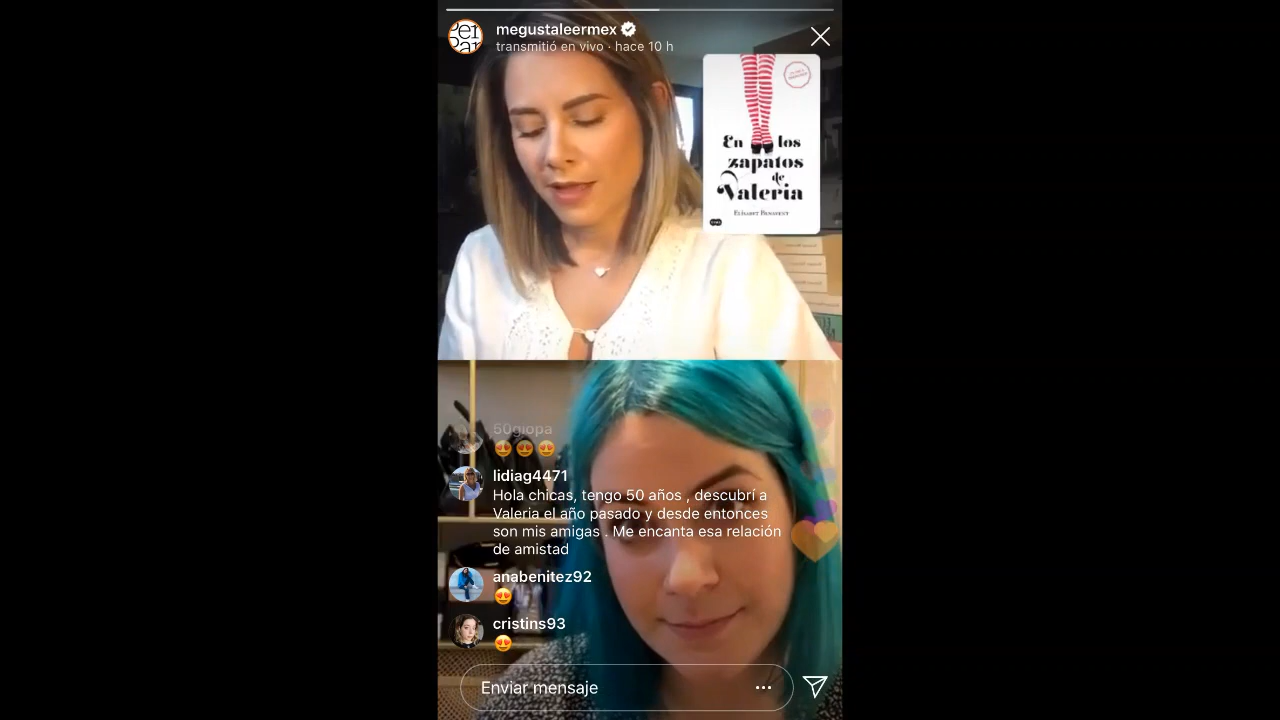 megustaleermex
transmitió en vivo · hace 10 h
En los
zapatos
de
Valeria
Elísabet Benavent
50giopa
😍😍😍
lidiag4471
Hola chicas, tengo 50 años , descubrí a
Valeria el año pasado y desde entonces
son mis amigas . Me encanta esa relación
de amistad
anabenitez92
😍
cristins93
😍
Enviar mensaje